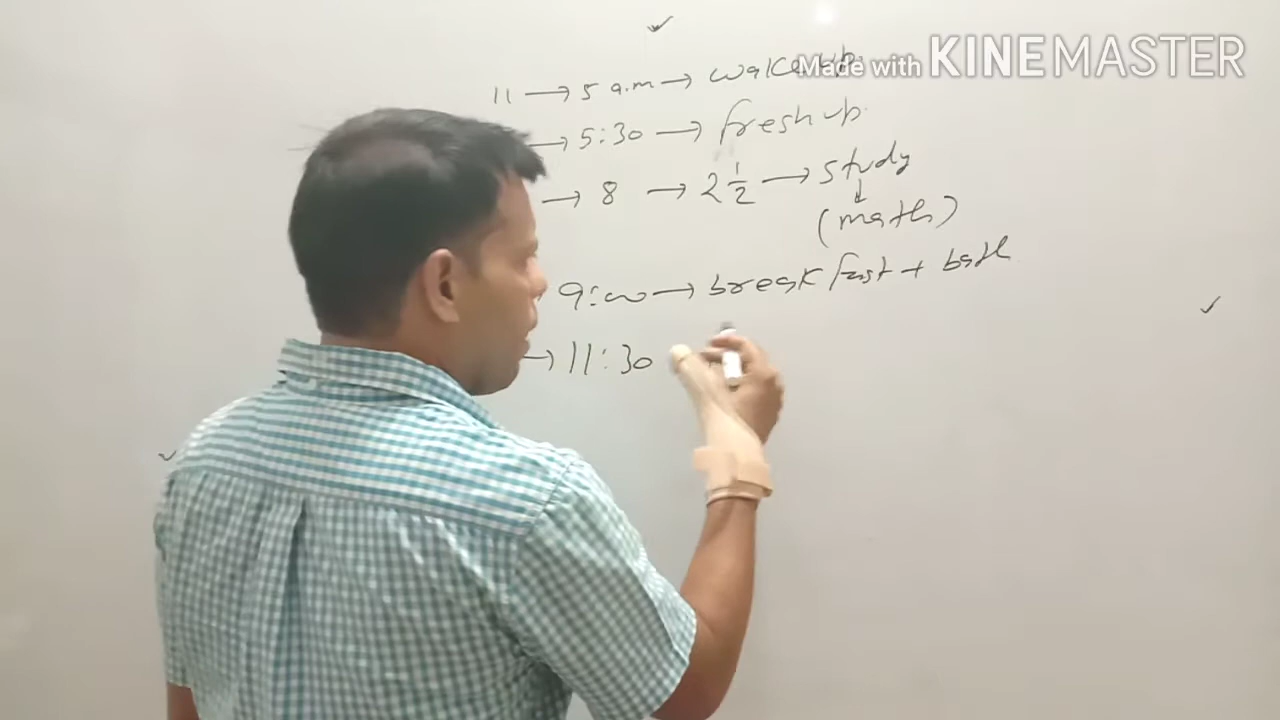 Made with KINEMASTER
11 → 5 a.m → wake up
→ 5:30 → fresh up
→ 8 → 2 1/2 → study
↓
(math)
9:00 → breakfast + bath
→ 11:30